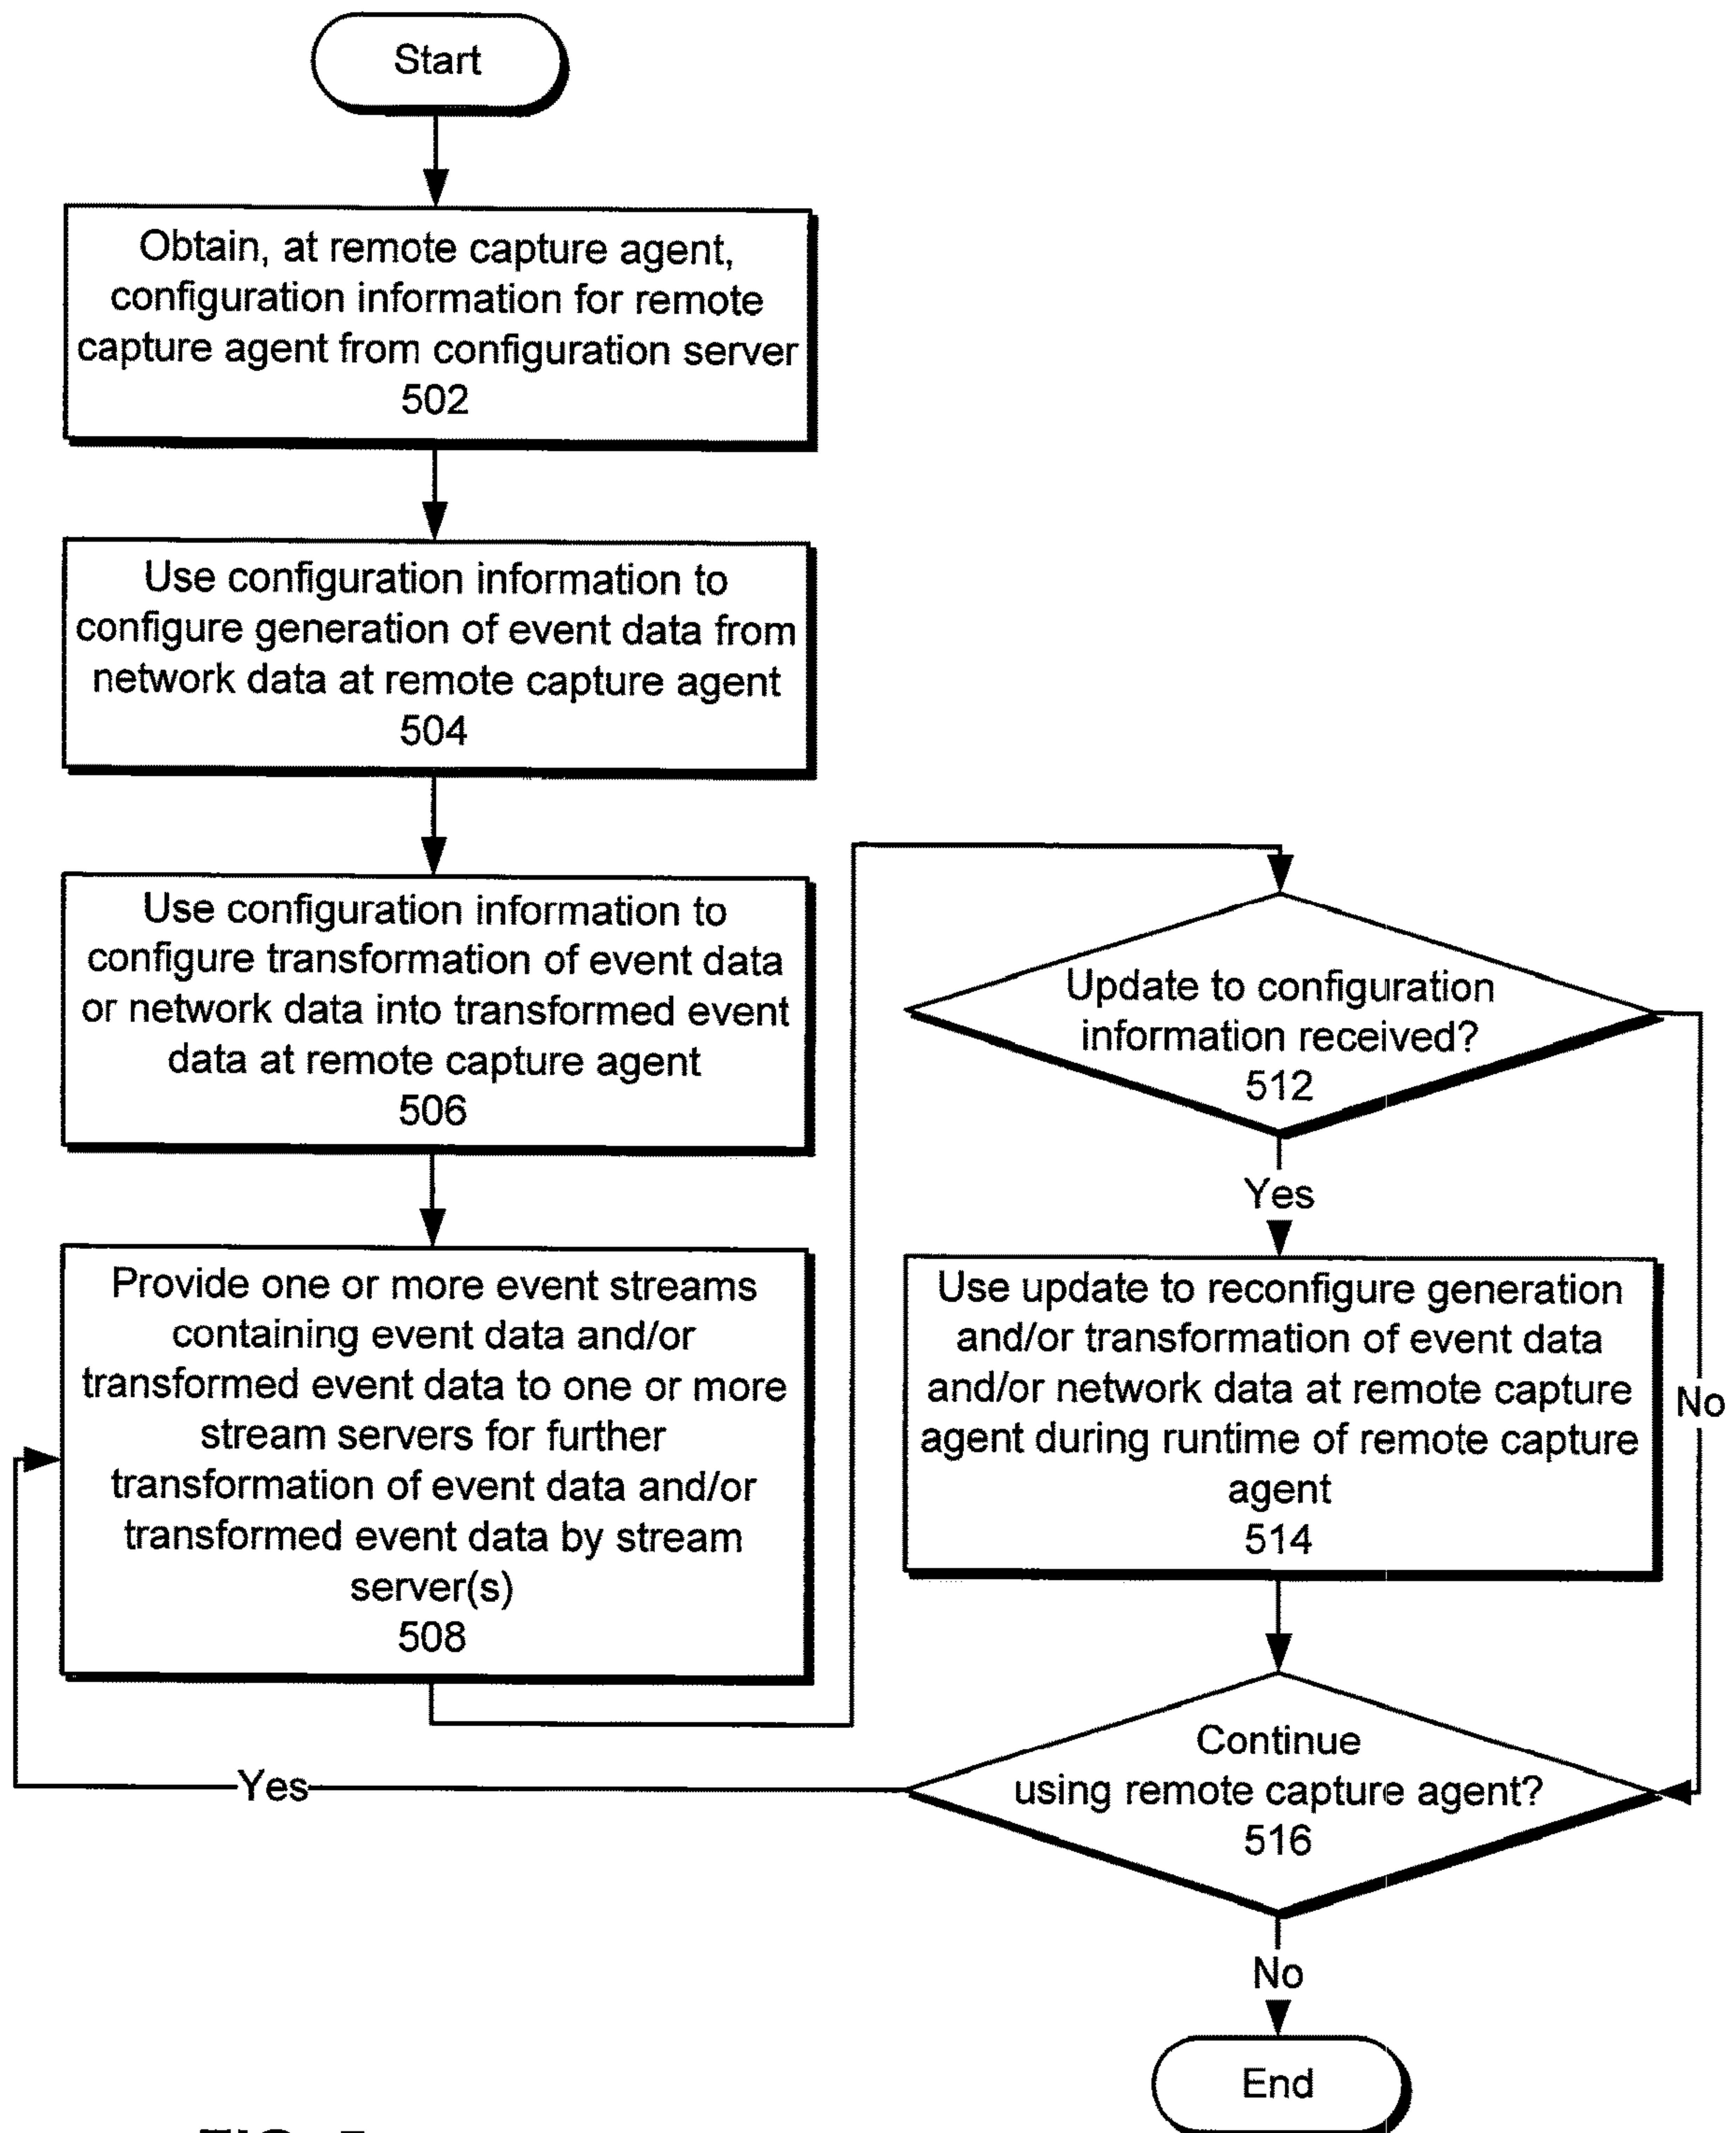 Start
Obtain, at remote capture agent,
configuration information for remote
capture agent from configuration server
502
Use configuration information to
configure generation of event data from
network data at remote capture agent
504
Use configuration information to
configure transformation of event data
or network data into transformed event
data at remote capture agent
506
Provide one or more event streams
containing event data and/or
transformed event data to one or more
stream servers for further
transformation of event data and/or
transformed event data by stream
server(s)
508
Update to configuration
information received?
512
Yes
Use update to reconfigure generation
and/or transformation of event data
and/or network data at remote capture
agent during runtime of remote capture
agent
514
No
Continue
using remote capture agent?
516
Yes
No
End